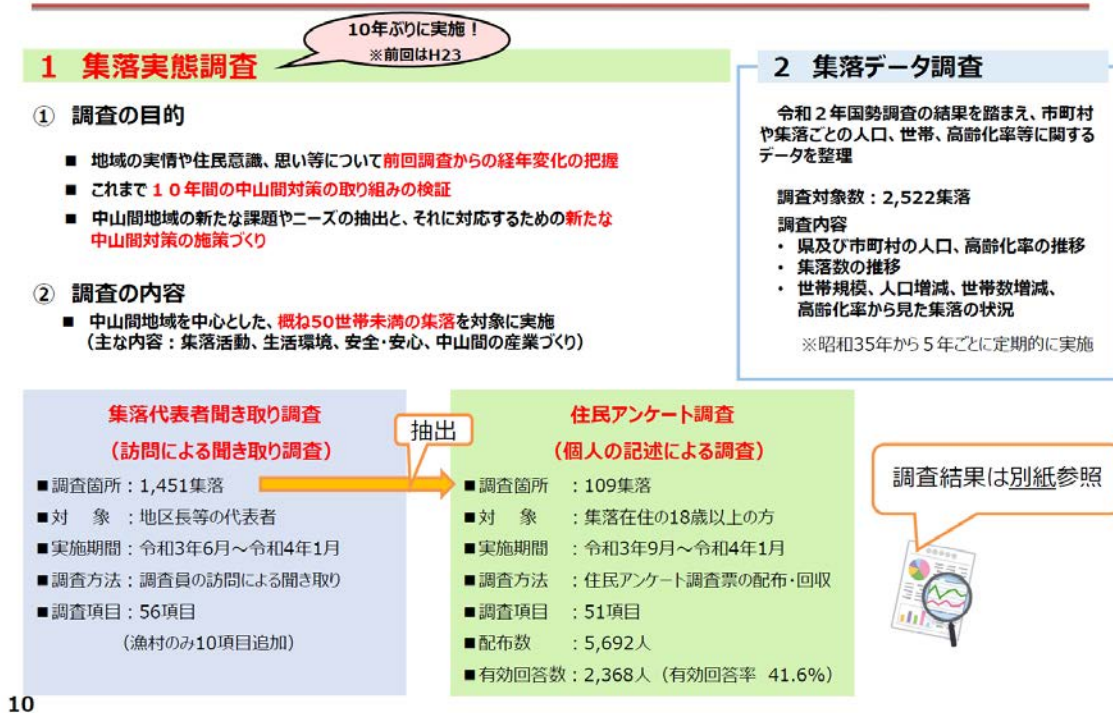 10年ぶりに実施！
※前回はH23
1 集落実態調査
① 調査の目的
■ 地域の実情や住民意識、思い等について前回調査からの経年変化の把握
■ これまで１０年間の中山間対策の取り組みの検証
■ 中山間地域の新たな課題やニーズの抽出と、それに対応するための新たな
中山間対策の施策づくり
② 調査の内容
■ 中山間地域を中心とした、概ね50世帯未満の集落を対象に実施
（主な内容：集落活動、生活環境、安全・安心、中山間の産業づくり）
2 集落データ調査
令和２年国勢調査の結果を踏まえ、市町村
や集落ごとの人口、世帯、高齢化率等に関する
データを整理
調査対象数：2,522集落
調査内容
・ 県及び市町村の人口、高齢化率の推移
・ 集落数の推移
・ 世帯規模、人口増減、世帯数増減、
高齢化率から見た集落の状況
※昭和35年から５年ごとに定期的に実施
集落代表者聞き取り調査
（訪問による聞き取り調査）
■調査箇所：1,451集落
■対　象　：地区長等の代表者
■実施期間：令和3年6月～令和4年1月
■調査方法：調査員の訪問による聞き取り
■調査項目：56項目
（漁村のみ10項目追加）
抽出
住民アンケート調査
（個人の記述による調査）
■調査箇所　：109集落
■対　象　：集落在住の18歳以上の方
■実施期間　：令和3年9月～令和4年1月
■調査方法　：住民アンケート調査票の配布・回収
■調査項目　：51項目
■配布数　：5,692人
■有効回答数：2,368人（有効回答率 41.6%）
調査結果は別紙参照
10